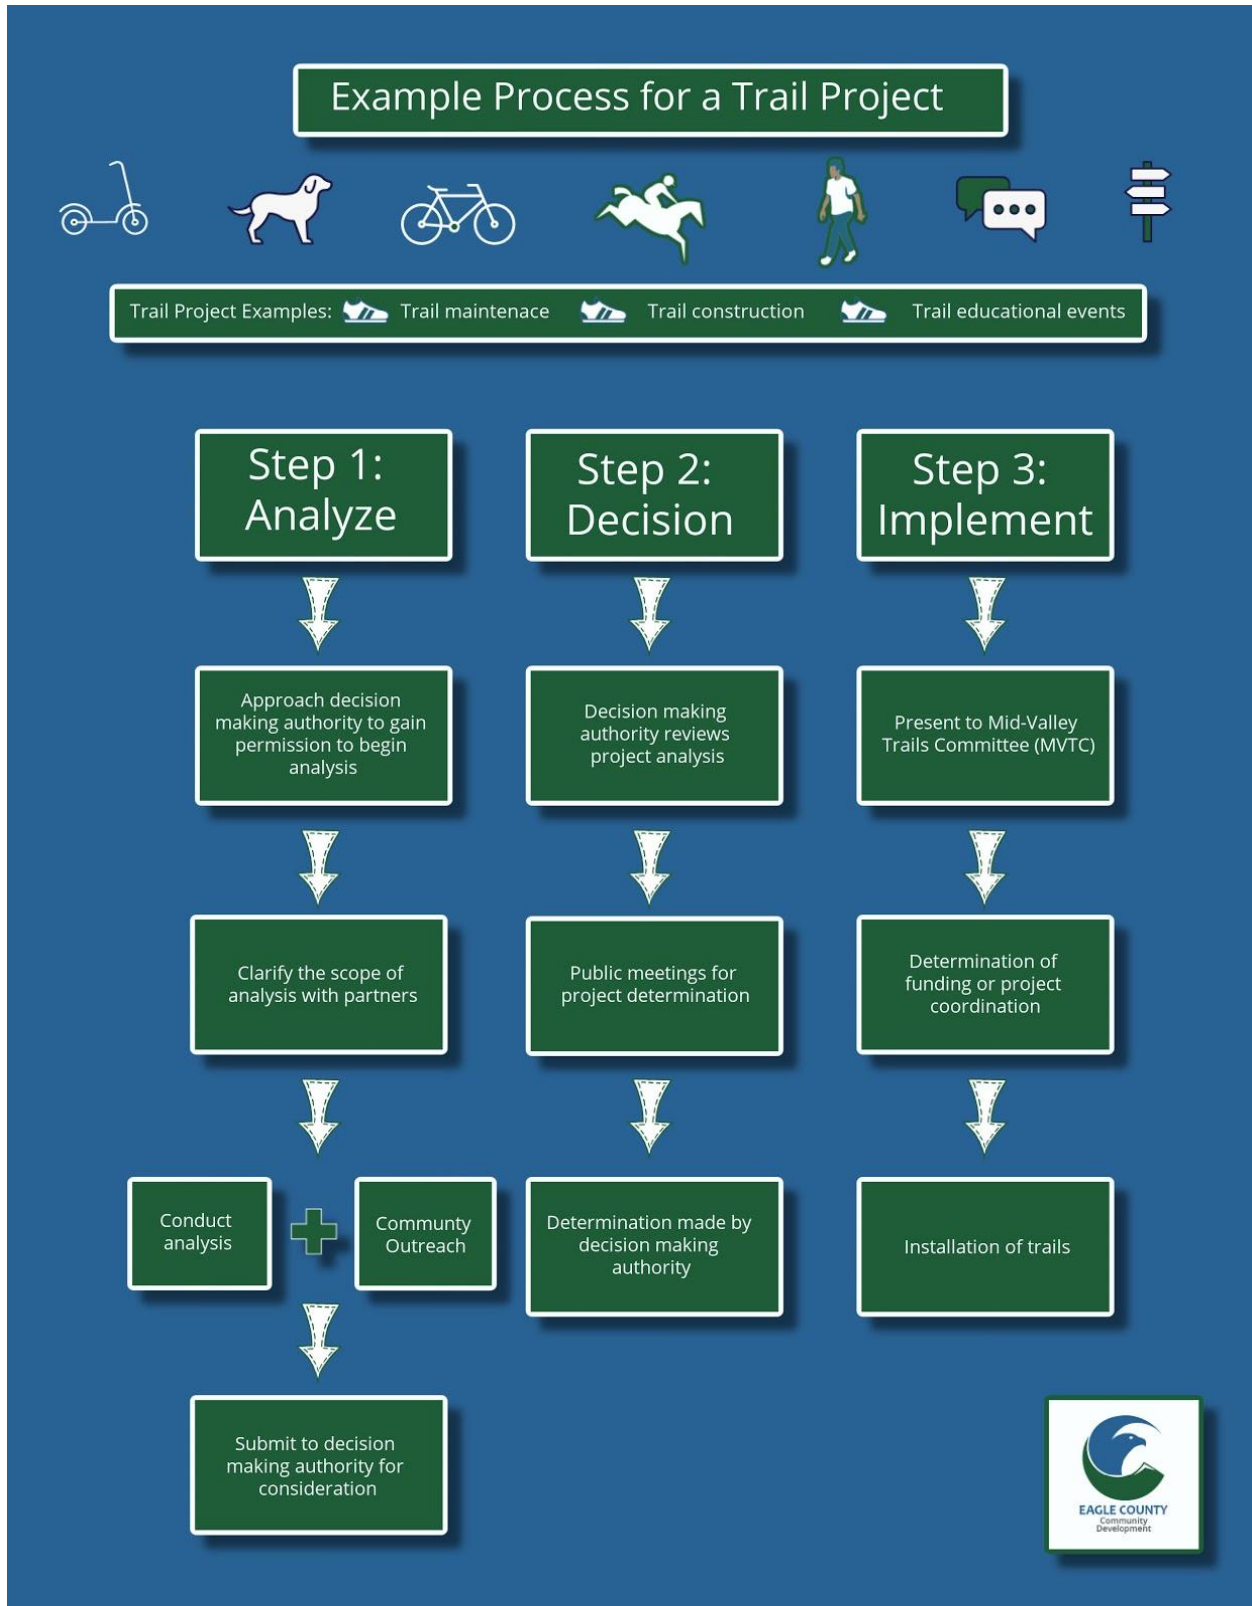 Example Process for a Trail Project
Trail Project Examples: Trail maintenace Trail construction Trail educational events
Step 1:
Analyze
Approach decision
making authority to gain
permission to begin
analysis
Clarify the scope of
analysis with partners
Conduct
analysis
Communty
Outreach
Submit to decision
making authority for
consideration
Step 2:
Decision
Decision making
authority reviews
project analysis
Public meetings for
project determination
Determination made by
decision making
authority
Step 3:
Implement
Present to Mid-Valley
Trails Committee (MVTC)
Determination of
funding or project
coordination
Installation of trails
EAGLE COUNTY
Community
Development